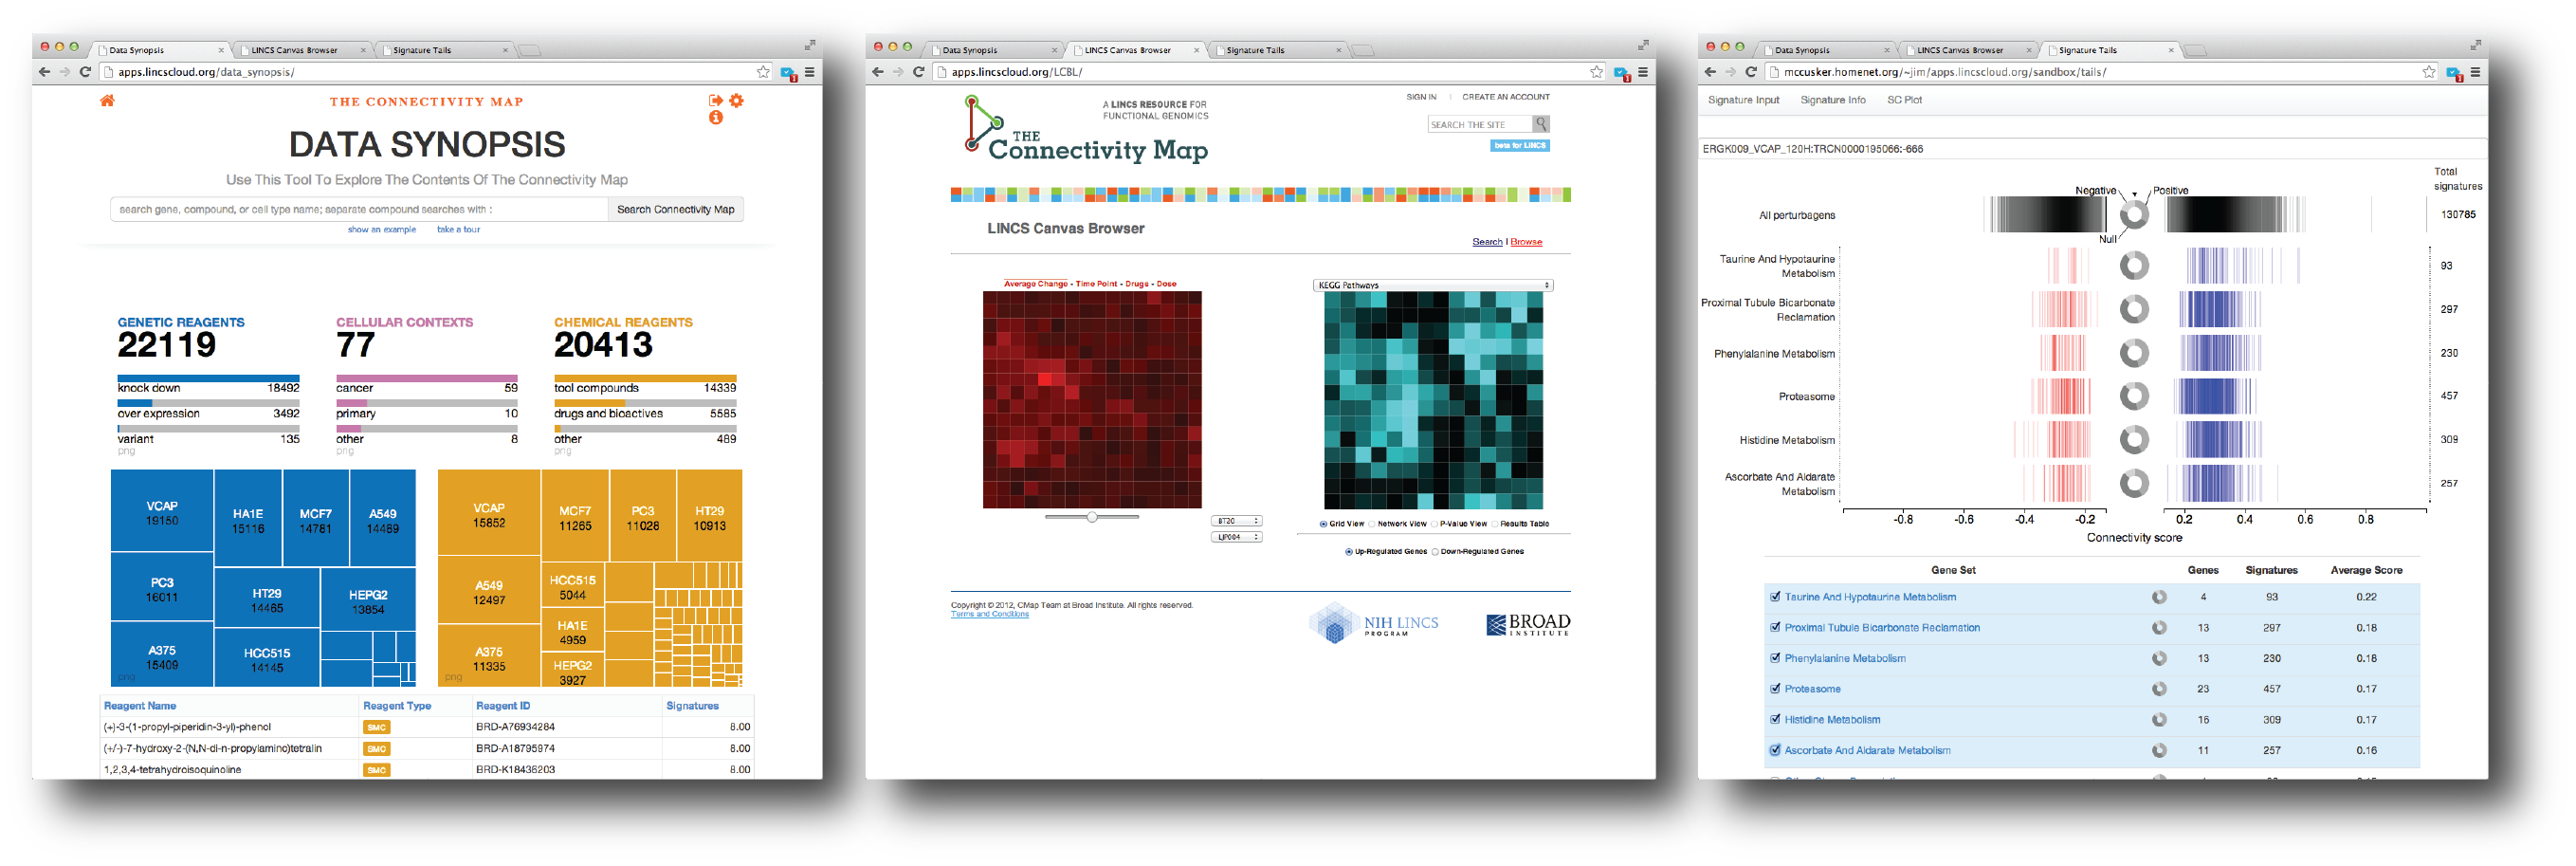 Data Synopsis
LINCS Canvas Browser
Signature Tails
apps.lincscloud.org/data_synopsis/
THE CONNECTIVITY MAP
DATA SYNOPSIS
Use This Tool To Explore The Contents Of The Connectivity Map
search gene, compound, or cell type name; separate compound searches with :
Search Connectivity Map
show an example take a tour
GENETIC REAGENTS
22119
knock down 18492
over expression 3492
variant 135
png
CELLULAR CONTEXTS
77
cancer 59
primary 10
other 8
CHEMICAL REAGENTS
20413
tool compounds 14339
drugs and bioactives 5585
other 489
png
VCAP
19150
HA1E
15116
MCF7
14781
A549
14489
PC3
16011
HT29
14465
HEPG2
13854
A375
15409
HCC515
14145
png
VCAP
15852
MCF7
11265
PC3
11028
HT29
10913
A549
12497
HCC515
5044
HA1E
4959
A375
11335
HEPG2
3927
png
Reagent Name Reagent Type Reagent ID Signatures
(+)-3-(1-propyl-piperidin-3-yl)-phenol SMC BRD-A76934284 8.00
(+/-)-7-hydroxy-2-(N,N-di-n-propylamino)tetralin SMC BRD-A18795974 8.00
1,2,3,4-tetrahydroisoquinoline SMC BRD-K18436203 8.00
Data Synopsis
LINCS Canvas Browser
Signature Tails
apps.lincscloud.org/LCBL/
THE
Connectivity Map
A LINCS RESOURCE FOR
FUNCTIONAL GENOMICS
SIGN IN | CREATE AN ACCOUNT
SEARCH THE SITE
beta for LINCS
LINCS Canvas Browser
Search | Browse
Average Change - Time Point - Drugs - Dose
KEGG Pathways
BT20
LJP004
Grid View Network View P-Value View Results Table
Up-Regulated Genes Down-Regulated Genes
Copyright © 2012, CMap Team at Broad Institute. All rights reserved.
Terms and Conditions
NIH LINCS
PROGRAM
BROAD
INSTITUTE
Data Synopsis
LINCS Canvas Browser
Signature Tails
mccusker.homenet.org/~jim/apps.lincscloud.org/sandbox/tails/
Signature Input Signature Info SC Plot
ERGK009_VCAP_120H:TRCN0000195066:-666
Total
signatures
Negative Positive
Null
All perturbagens 130785
Taurine And Hypotaurine
Metabolism 93
Proximal Tubule Bicarbonate
Reclamation 297
Phenylalanine Metabolism 230
Proteasome 457
Histidine Metabolism 309
Ascorbate And Aldarate
Metabolism 257
-0.8 -0.6 -0.4 -0.2 0.2 0.4 0.6 0.8
Connectivity score
Gene Set Genes Signatures Average Score
Taurine And Hypotaurine Metabolism 4 93 0.22
Proximal Tubule Bicarbonate Reclamation 13 297 0.18
Phenylalanine Metabolism 13 230 0.18
Proteasome 23 457 0.17
Histidine Metabolism 16 309 0.17
Ascorbate And Aldarate Metabolism 11 257 0.16